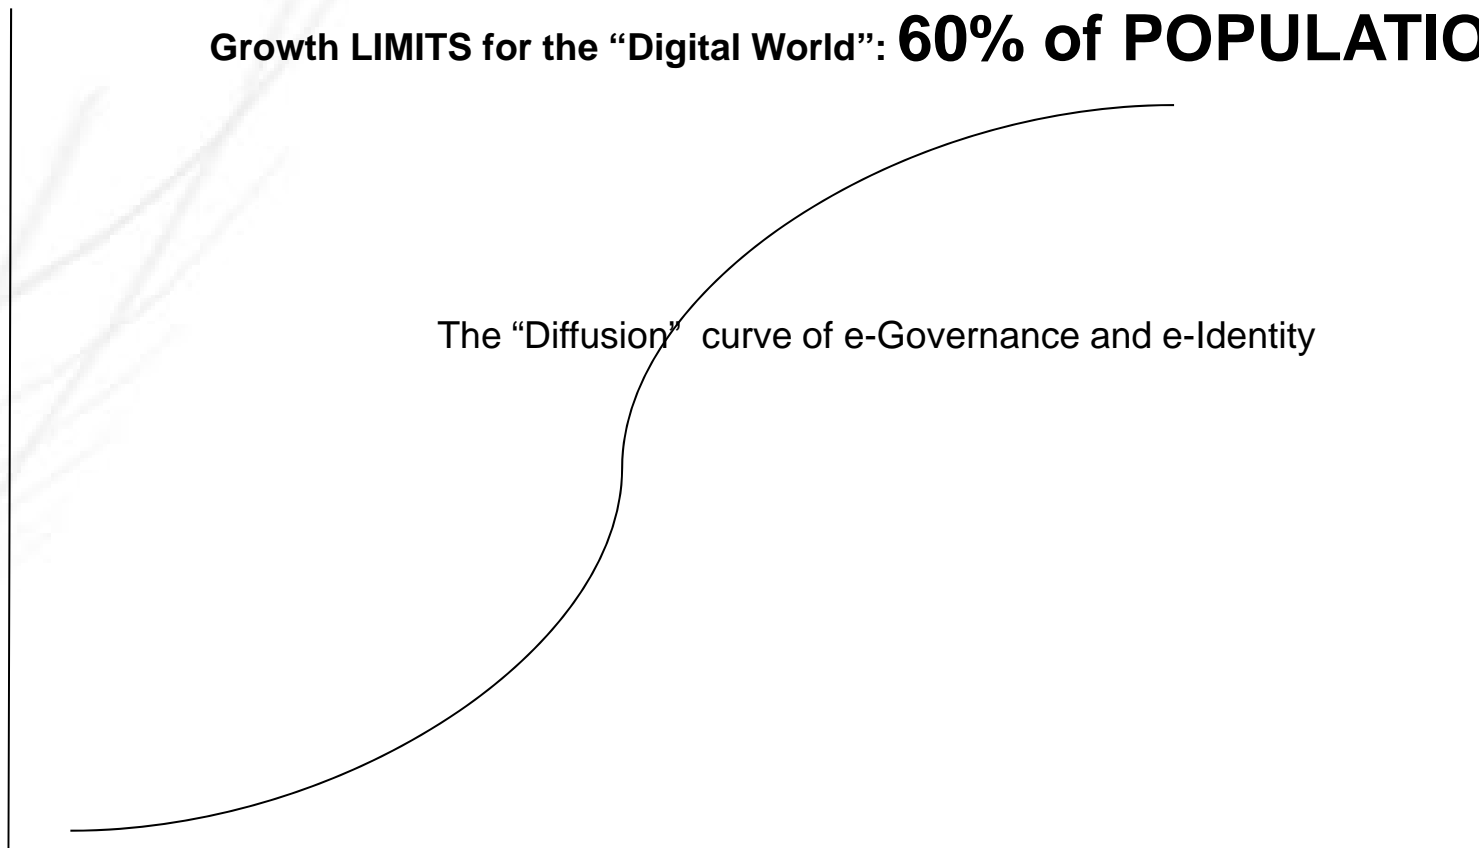 Growth LIMITS for the “Digital World”: 60% of POPULATIO
The “Diffusion” curve of e-Governance and e-Identity